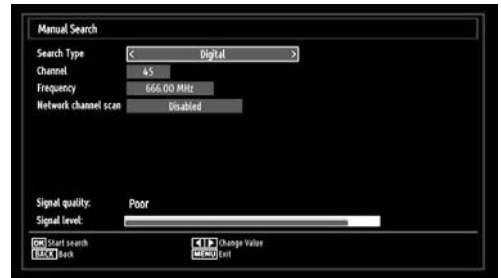 Manual Search
Search Type < Digital >
Channel 45
Frequency 666.00 MHz
Network channel scan Disabled
Signal quality: Poor
Signal level:
OK Start search ◀ ▶ Change Value
BACK Back MENU Exit